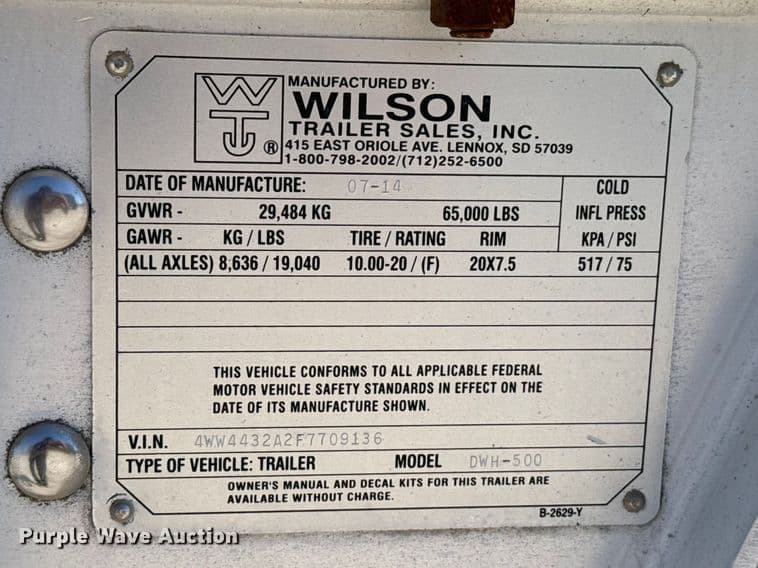 MANUFACTURED BY:
WILSON
TRAILER SALES, INC.
415 EAST ORIOLE AVE. LENNOX, SD 57039
1-800-798-2002/(712)252-6500
WT ®
DATE OF MANUFACTURE: 07-14 COLD
GVWR - 29,484 KG 65,000 LBS INFL PRESS
GAWR - KG / LBS TIRE / RATING RIM KPA / PSI
(ALL AXLES) 8,636 / 19,040 10.00-20 / (F) 20X7.5 517 / 75
THIS VEHICLE CONFORMS TO ALL APPLICABLE FEDERAL
MOTOR VEHICLE SAFETY STANDARDS IN EFFECT ON THE
DATE OF ITS MANUFACTURE SHOWN.
V.I.N. 4WW4432A2F7709136
TYPE OF VEHICLE: TRAILER MODEL DWH-500
OWNER'S MANUAL AND DECAL KITS FOR THIS TRAILER ARE
AVAILABLE WITHOUT CHARGE.
B-2629-Y
Purple Wave Auction